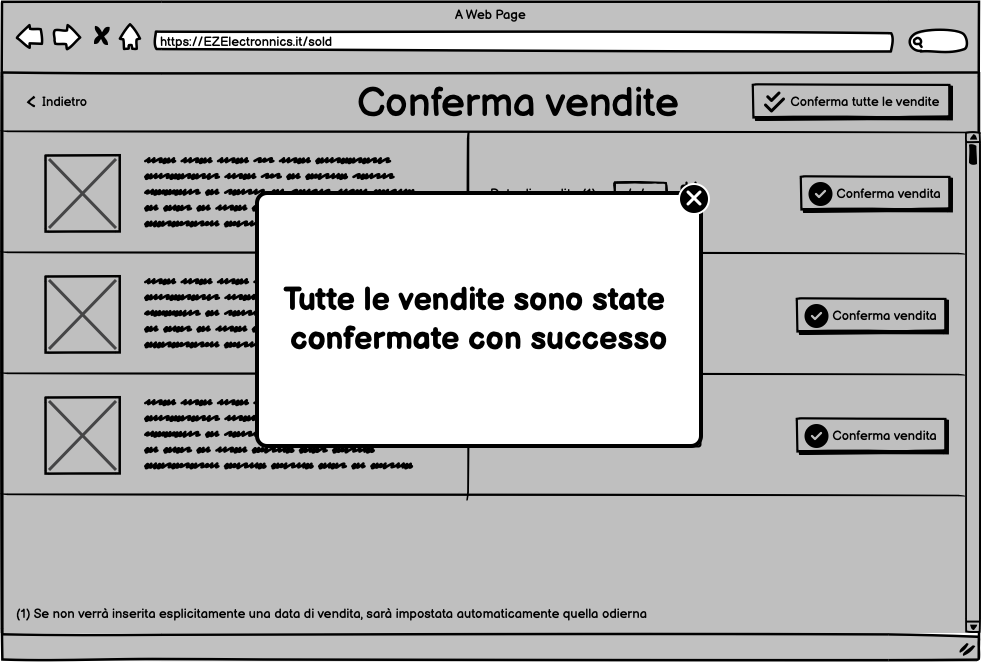 A Web Page
https://EZElectronnics.it/sold
Indietro
Conferma vendite
Conferma tutte le vendite
Conferma vendita
Tutte le vendite sono state
confermate con successo
Conferma vendita
Conferma vendita
(1) Se non verrà inserita esplicitamente una data di vendita, sarà impostata automaticamente quella odierna